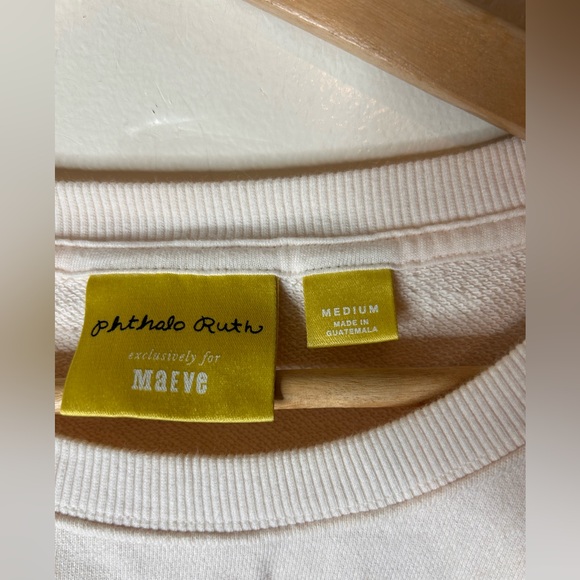 Phthalo Ruth
exclusively for
MAEVE
MEDIUM
MADE IN
GUATEMALA